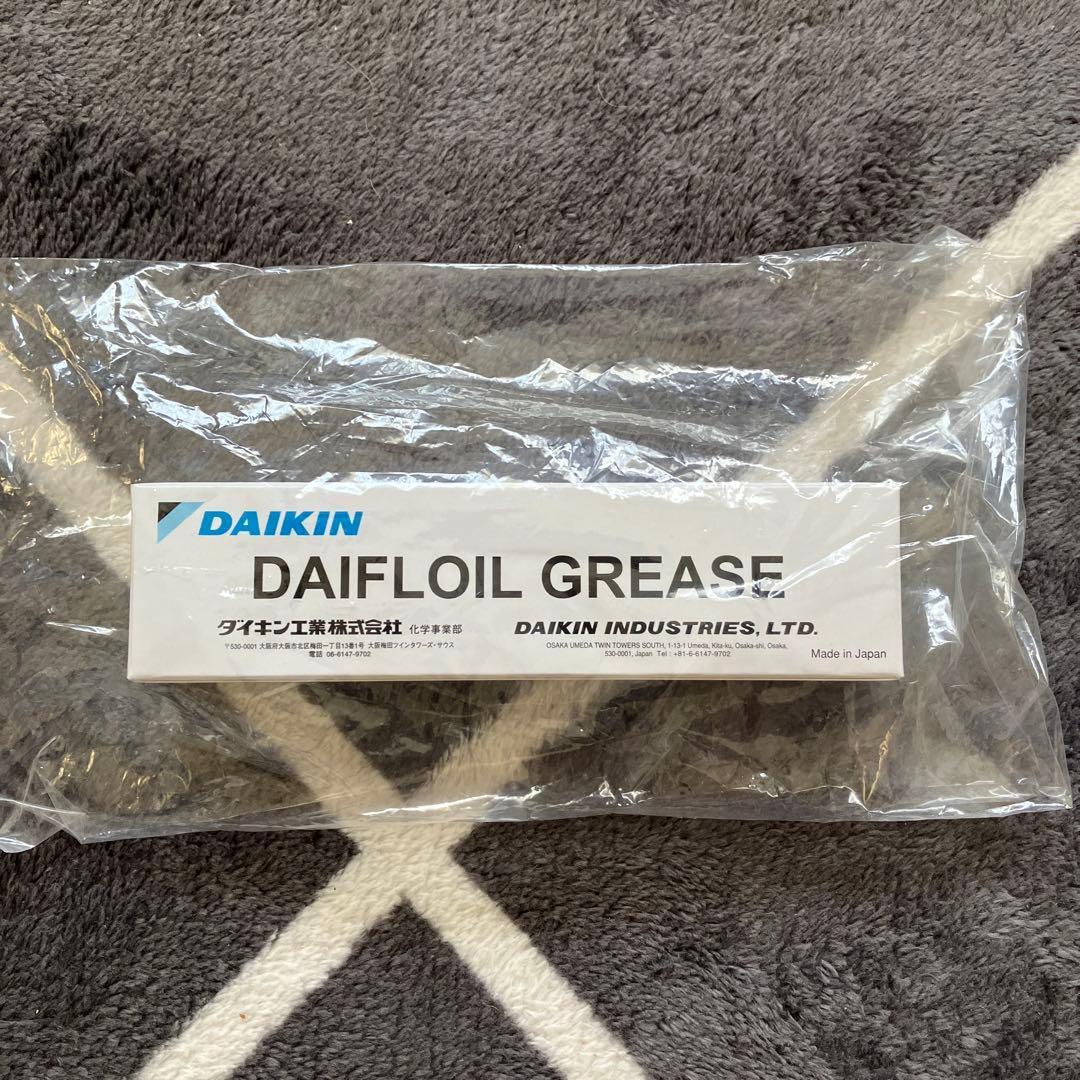 DAIKIN
DAIFLOIL GREASE
ダイキン工業株式会社 化学事業部
〒530-0001 大阪府大阪市北区梅田一丁目13番1号 大阪梅田ツインタワーズ・サウス
電話 06-6147-9702
DAIKIN INDUSTRIES, LTD.
OSAKA UMEDA TWIN TOWERS SOUTH, 1-13-1 Umeda, Kita-ku, Osaka-shi, Osaka,
530-0001, Japan Tel : +81-6-6147-9702
Made in Japan